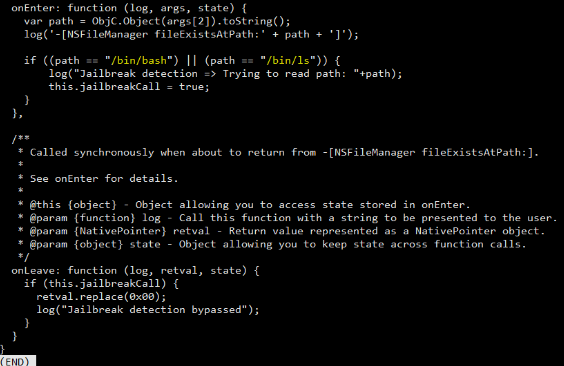 onEnter: function (log, args, state) {
var path = ObjC.Object(args[2]).toString();
log('-[NSFileManager fileExistsAtPath:' + path + ']');
if ((path == "/bin/bash") || (path == "/bin/ls")) {
log("Jailbreak detection => Trying to read path: "+path);
this.jailbreakCall = true;
}
},
/**
* Called synchronously when about to return from -[NSFileManager fileExistsAtPath:].
*
* See onEnter for details.
*
* @this {object} - Object allowing you to access state stored in onEnter.
* @param {function} log - Call this function with a string to be presented to the user.
* @param {NativePointer} retval - Return value represented as a NativePointer object.
* @param {object} state - Object allowing you to keep state across function calls.
*/
onLeave: function (log, retval, state) {
if (this.jailbreakCall) {
retval.replace(0x00);
log("Jailbreak detection bypassed");
}
}
}
(END)